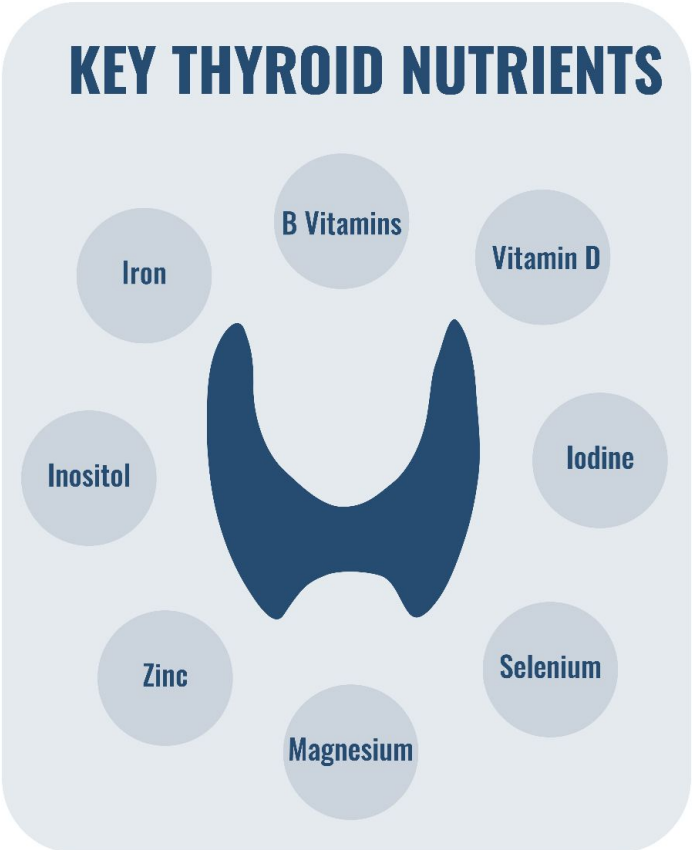 KEY THYROID NUTRIENTS
B Vitamins
Vitamin D
Iron
Iodine
Inositol
Selenium
Zinc
Magnesium